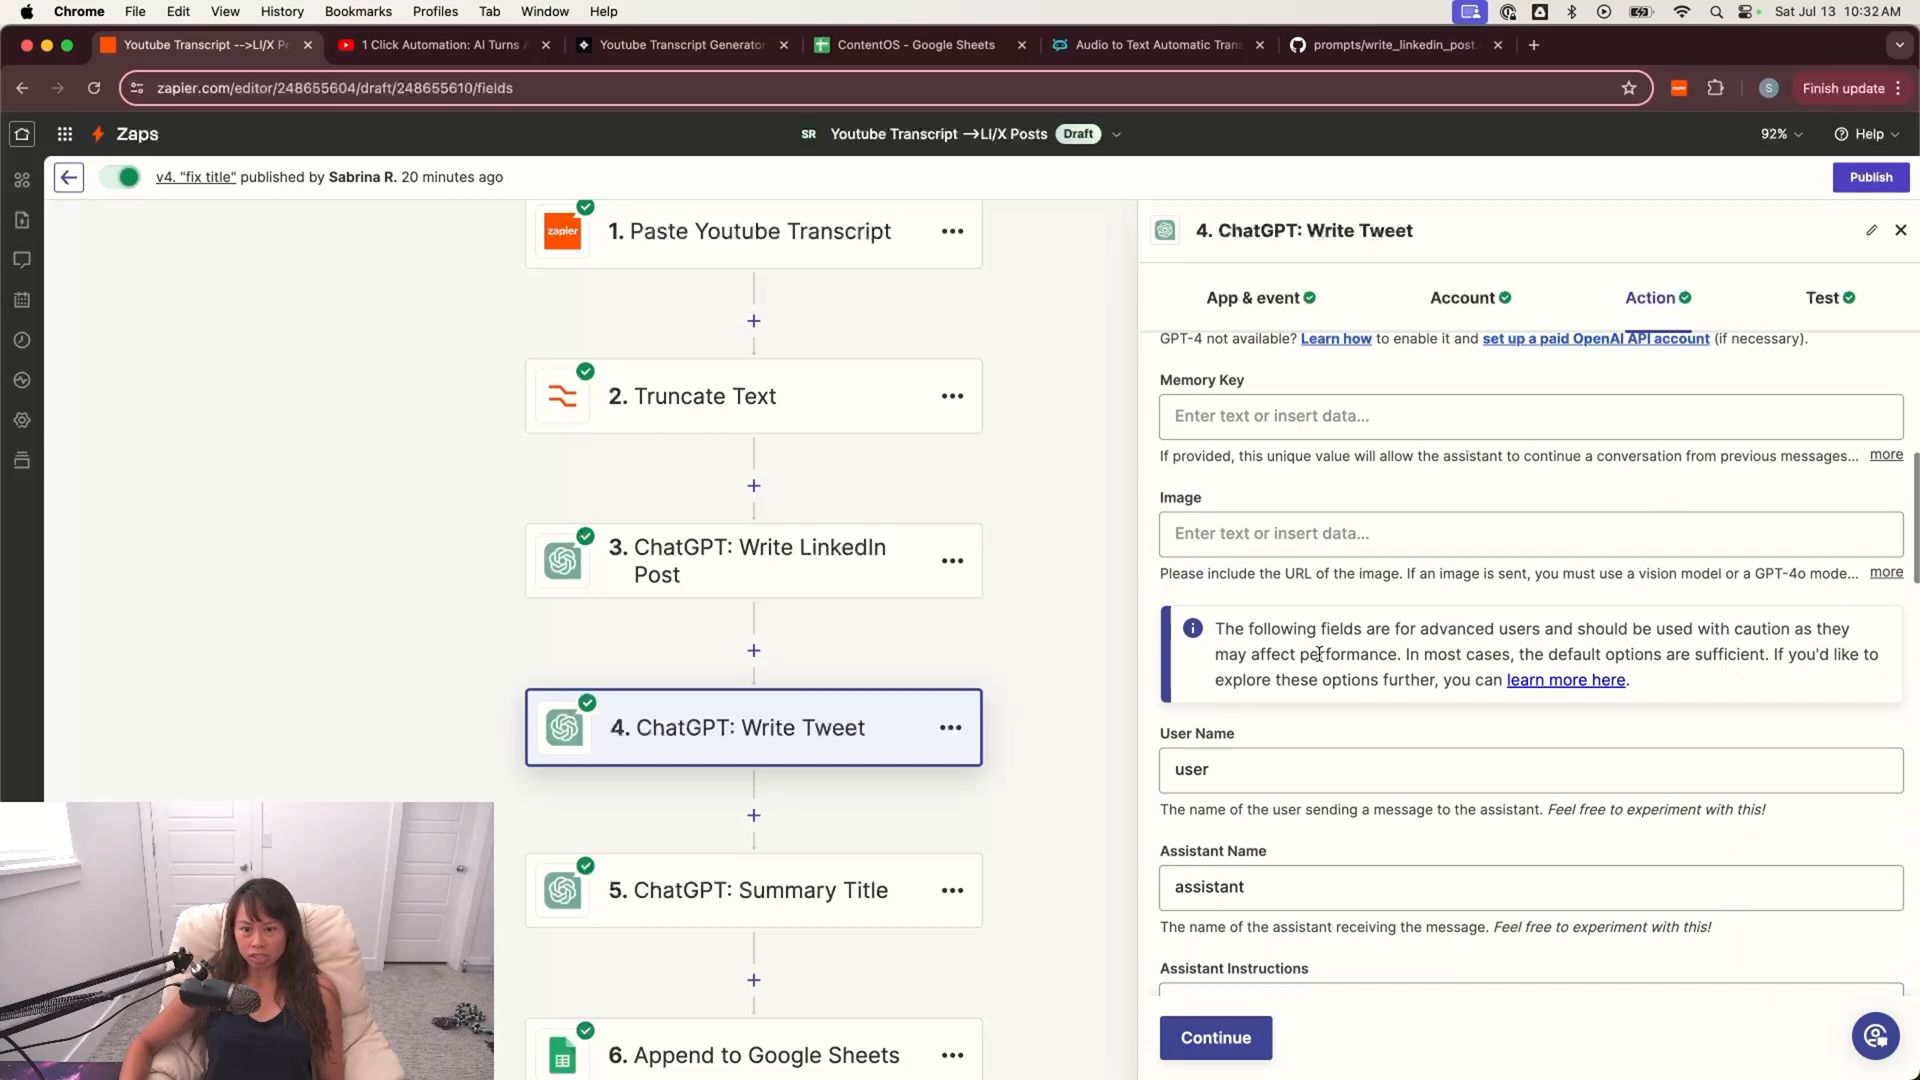 Chrome File Edit View History Bookmarks Profiles Tab Window Help Sat Jul 13 10:32 AM
Youtube Transcript -->LI/X Po
1 Click Automation: AI Turns
Youtube Transcript Generator
ContentOS - Google Sheets
Audio to Text Automatic Tran
prompts/write_linkedin_post.
zapier.com/editor/248655604/draft/248655610/fields
S
Finish update
Zaps
SR Youtube Transcript →LI/X Posts Draft
92%
Help
v4. "fix title" published by Sabrina R. 20 minutes ago
Publish
zapier
1. Paste Youtube Transcript
2. Truncate Text
3. ChatGPT: Write LinkedIn
Post
4. ChatGPT: Write Tweet
5. ChatGPT: Summary Title
6. Append to Google Sheets
4. ChatGPT: Write Tweet
App & event
Account
Action
Test
GPT-4 not available? Learn how to enable it and set up a paid OpenAI API account (if necessary).
Memory Key
Enter text or insert data...
If provided, this unique value will allow the assistant to continue a conversation from previous messages... more
Image
Enter text or insert data...
Please include the URL of the image. If an image is sent, you must use a vision model or a GPT-4o mode... more
The following fields are for advanced users and should be used with caution as they
may affect performance. In most cases, the default options are sufficient. If you'd like to
explore these options further, you can learn more here.
User Name
user
The name of the user sending a message to the assistant. Feel free to experiment with this!
Assistant Name
assistant
The name of the assistant receiving the message. Feel free to experiment with this!
Assistant Instructions
Continue